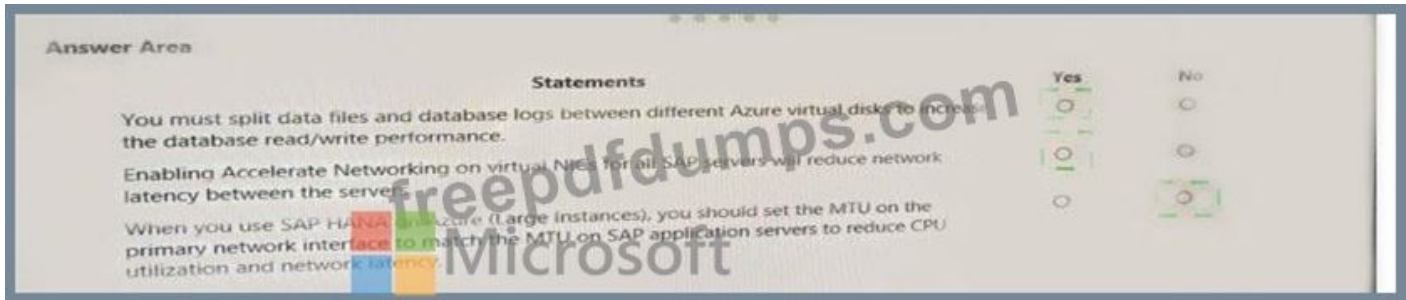 Answer Area
Statements
Yes
No
You must split data files and database logs between different Azure virtual disks to increase
the database read/write performance.
Enabling Accelerate Networking on virtual NICs for all SAP servers will reduce network
latency between the servers.
When you use SAP HANA on Azure (Large Instances), you should set the MTU on the
primary network interface to match the MTU on SAP application servers to reduce CPU
utilization and network latency.
freepdfdumps.com
Microsoft